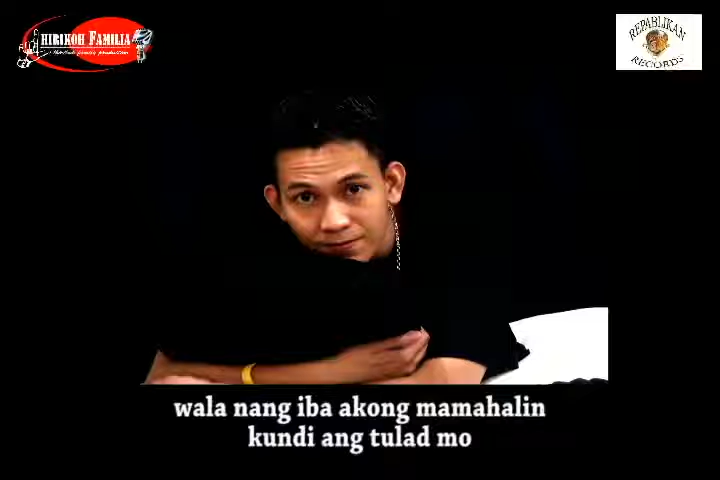 HIRIKOH FAMILIA
REPABLIKAN
RECORDS
wala nang iba akong mamahalin
kundi ang tulad mo